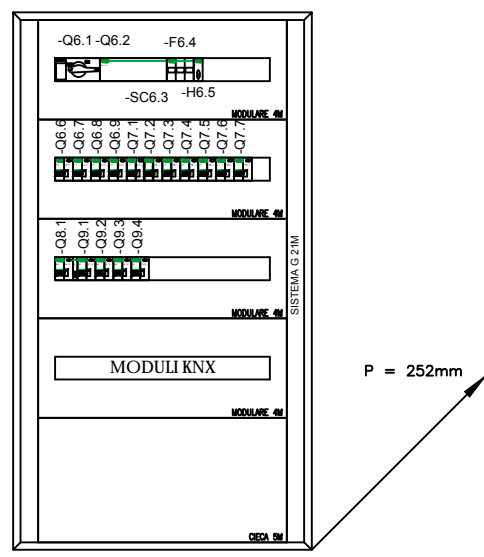 -Q6.1 -Q6.2 -F6.4
-SC6.3 -H6.5
MODULARE 4M
-Q6.6
-Q6.7
-Q6.8
-Q6.9
-Q7.1
-Q7.2
-Q7.3
-Q7.4
-Q7.5
-Q7.6
-Q7.7
MODULARE 4M
-Q8.1
-Q9.1
-Q9.2
-Q9.3
-Q9.4
MODULARE 4M
SISTEMA G 21M
MODULI KNX
MODULARE 4M
CIECA 5M
P = 252mm